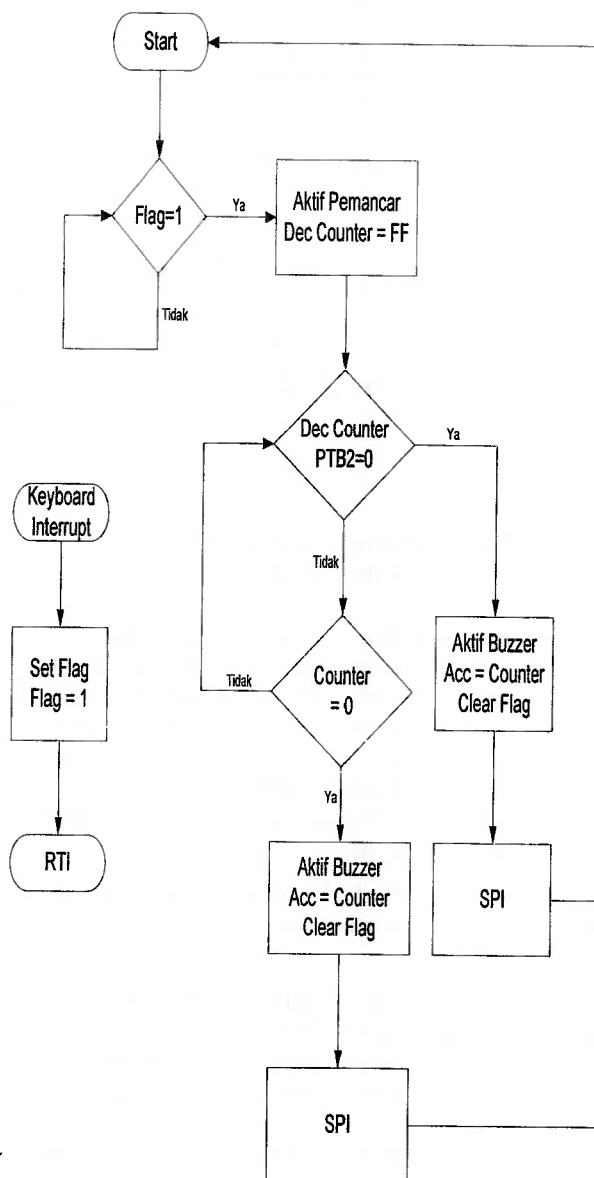 Start
Flag=1
Ya
Tidak
Aktif Pemancar
Dec Counter = FF
Dec Counter
PTB2=0
Ya
Tidak
Keyboard
Interrupt
Set Flag
Flag = 1
RTI
Counter
= 0
Tidak
Ya
Aktif Buzzer
Acc = Counter
Clear Flag
SPI
Aktif Buzzer
Acc = Counter
Clear Flag
SPI